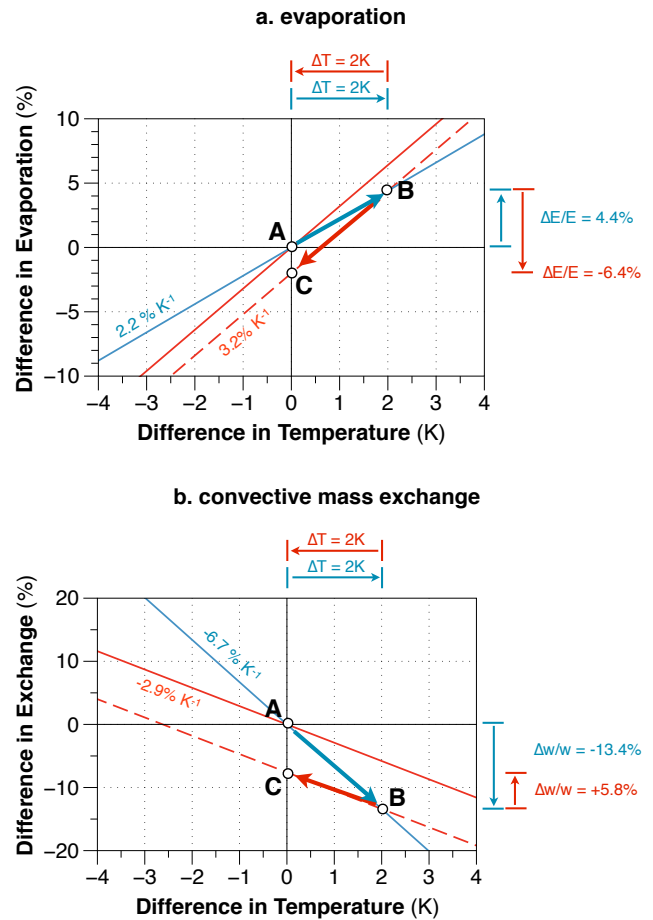 a. evaporation
ΔT = 2K
ΔT = 2K
Difference in Evaporation (%)
10
5
0
−5
−10
A
B
C
2.2 % K-1
3.2% K-1
ΔE/E = 4.4%
ΔE/E = -6.4%
−4 −3 −2 −1 0 1 2 3 4
Difference in Temperature (K)
b. convective mass exchange
ΔT = 2K
ΔT = 2K
Difference in Exchange (%)
20
10
0
−10
−20
-6.7 % K-1
-2.9% K-1
A
B
C
Δw/w = -13.4%
Δw/w = +5.8%
−4 −3 −2 −1 0 1 2 3 4
Difference in Temperature (K)